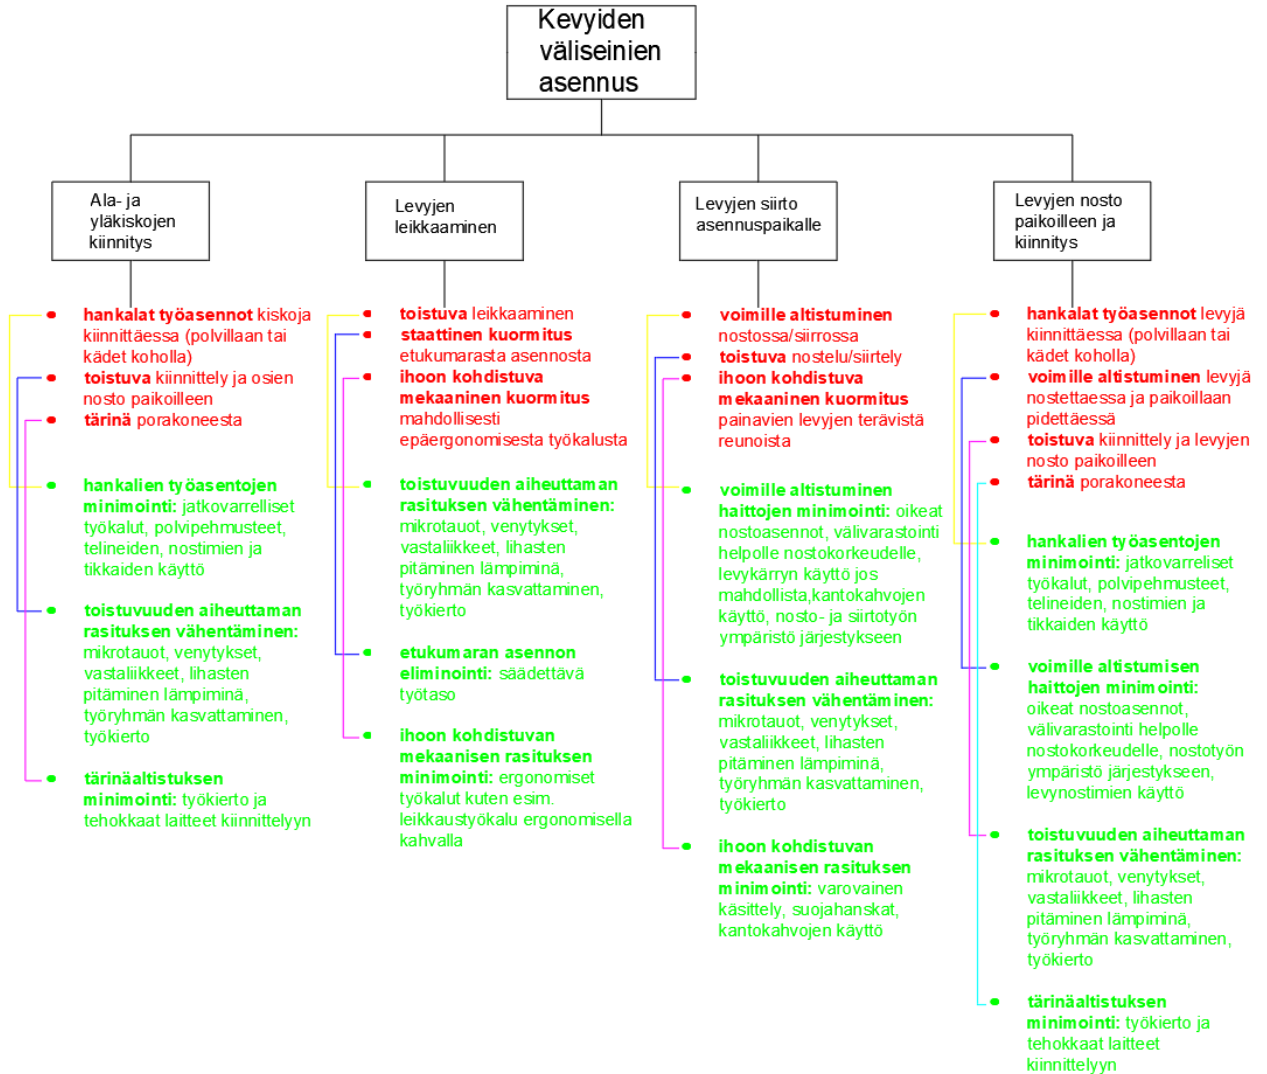 Kevyiden
väliseinien
asennus
Ala- ja
yläkiskojen
kiinnitys
hankalat työasennot kiskoja
kiinnittäessa (polvillaan tai
kädet koholla)
toistuva kiinnittely ja osien
nosto paikoilleen
tärinä porakoneesta
hankalien työasentojen
minimointi: jatkovarrelliset
työkalut, polvipehmusteet,
telineiden, nostimien ja
tikkaiden käyttö
toistuvuuden aiheuttaman
rasituksen vähentäminen:
mikrotauot, venytykset,
vastaliikkeet, lihasten
pitäminen lämpiminä,
työryhmän kasvattaminen,
työkierto
tärinäaltistuksen
minimointi: työkierto ja
tehokkaat laitteet kiinnittelyyn
Levyjen
leikkaaminen
toistuva leikkaaminen
staattinen kuormitus
etukumarasta asennosta
ihoon kohdistuva
mekaaninen kuormitus
mahdollisesti
epäergonomisesta työkalusta
toistuvuuden aiheuttaman
rasituksen vähentäminen:
mikrotauot, venytykset,
vastaliikkeet, lihasten
pitäminen lämpiminä,
työryhmän kasvattaminen,
työkierto
etukumaran asennon
eliminointi: säädettävä
työtaso
ihoon kohdistuvan
mekaanisen rasituksen
minimointi: ergonomiset
työkalut kuten esim.
leikkaustyökalu ergonomisella
kahvalla
Levyjen siirto
asennuspaikalle
voimille altistuminen
nostossa/siirrossa
toistuva nostelu/siirtely
ihoon kohdistuva
mekaaninen kuormitus
painavien levyjen terävistä
reunoista
voimille altistuminen
haittojen minimointi: oikeat
nostoasennot, välivarastointi
helpolle nostokorkeudelle,
levykärryn käyttö jos
mahdollista,kantokahvojen
käyttö, nosto- ja siirtotyön
ympäristö järjestykseen
toistuvuuden aiheuttaman
rasituksen vähentäminen:
mikrotauot, venytykset,
vastaliikkeet, lihasten
pitäminen lämpiminä,
työryhmän kasvattaminen,
työkierto
ihoon kohdistuvan
mekaanisen rasituksen
minimointi: varovainen
käsittely, suojahanskat,
kantokahvojen käyttö
Levyjen nosto
paikoilleen ja
kiinnitys
hankalat työasennot levyjä
kiinnittäessa (polvillaan tai
kädet koholla)
voimille altistuminen levyjä
nostettaessa ja paikoillaan
pidettäessä
toistuva kiinnittely ja levyjen
nosto paikoilleen
tärinä porakoneesta
hankalien työasentojen
minimointi: jatkovarreliset
työkalut, polvipehmusteet,
telineiden, nostimien ja
tikkaiden käyttö
voimille altistumisen
haittojen minimointi:
oikeat nostoasennot,
välivarastointi helpolle
nostokorkeudelle, nostotyön
ympäristö järjestykseen,
levynostimien käyttö
toistuvuuden aiheuttaman
rasituksen vähentäminen:
mikrotauot, venytykset,
vastaliikkeet, lihasten
pitäminen lämpiminä,
työryhmän kasvattaminen,
työkierto
tärinäaltistuksen
minimointi: työkierto ja
tehokkaat laitteet
kiinnittelyyn